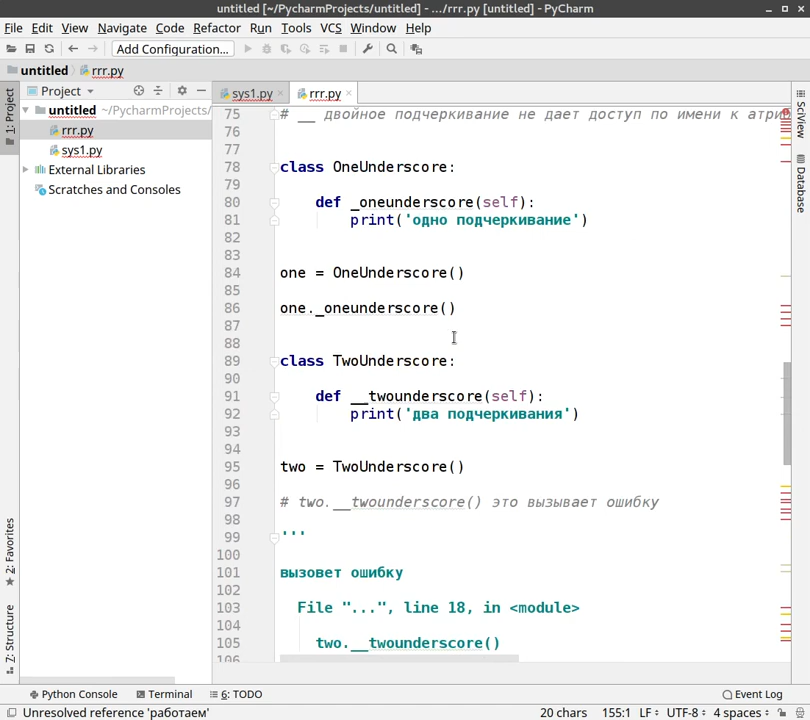 untitled [~/PycharmProjects/untitled] - .../rrr.py [untitled] - PyCharm
File Edit View Navigate Code Refactor Run Tools VCS Window Help
Add Configuration...
untitled rrr.py
1: Project
2: Favorites
7: Structure
Project
untitled ~/PycharmProjects/
rrr.py
sys1.py
External Libraries
Scratches and Consoles
sys1.py
rrr.py
75 # __ двойное подчеркивание не дает доступ по имени к атри
76
77
78 class OneUnderscore:
79
80 def _oneunderscore(self):
81 print('одно подчеркивание')
82
83
84 one = OneUnderscore()
85
86 one._oneunderscore()
87
88
89 class TwoUnderscore:
90
91 def __twounderscore(self):
92 print('два подчеркивания')
93
94
95 two = TwoUnderscore()
96
97 # two.__twounderscore() это вызывает ошибку
98
99 '''
100
101 вызовет ошибку
102
103 File "...", line 18, in <module>
104
105 two.__twounderscore()
106
SciView
Database
Python Console Terminal 6: TODO Event Log
Unresolved reference 'работаем' 20 chars 155:1 LF UTF-8 4 spaces